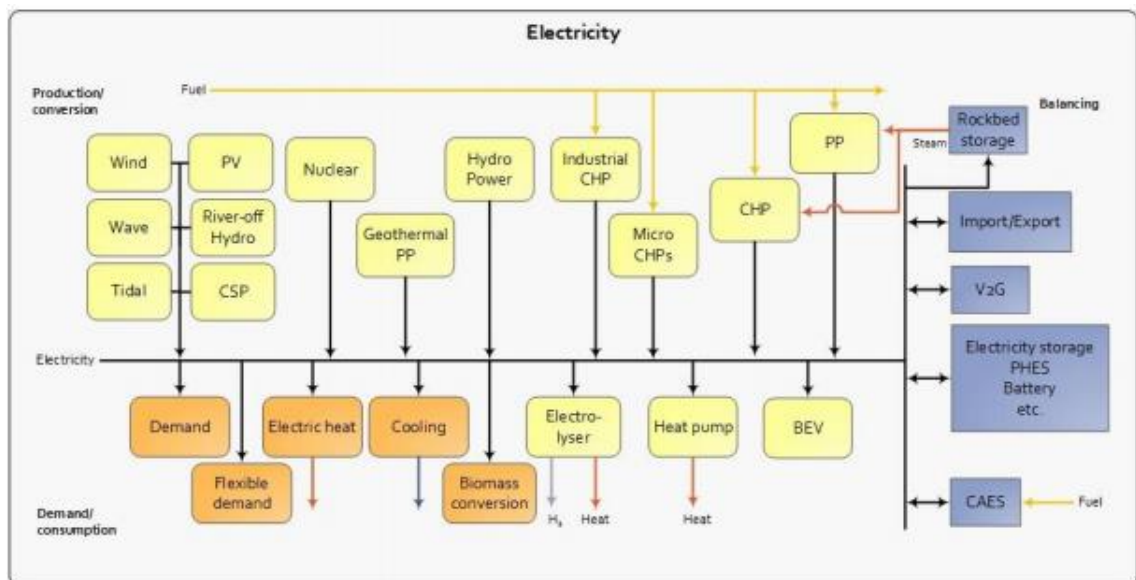 Electricity
Production/
conversion
Fuel
Balancing
Wind
PV
Nuclear
Hydro
Power
Industrial
CHP
PP
Steam
Rockbed
storage
Wave
River-off
Hydro
Geothermal
PP
Micro
CHPs
CHP
Import/Export
Tidal
CSP
V2G
Electricity
Electricity storage
PHES
Battery
etc.
Demand
Electric heat
Cooling
Electro-
lyser
Heat pump
BEV
Flexible
demand
Biomass
conversion
Demand/
consumption
H₂
Heat
Heat
CAES
Fuel